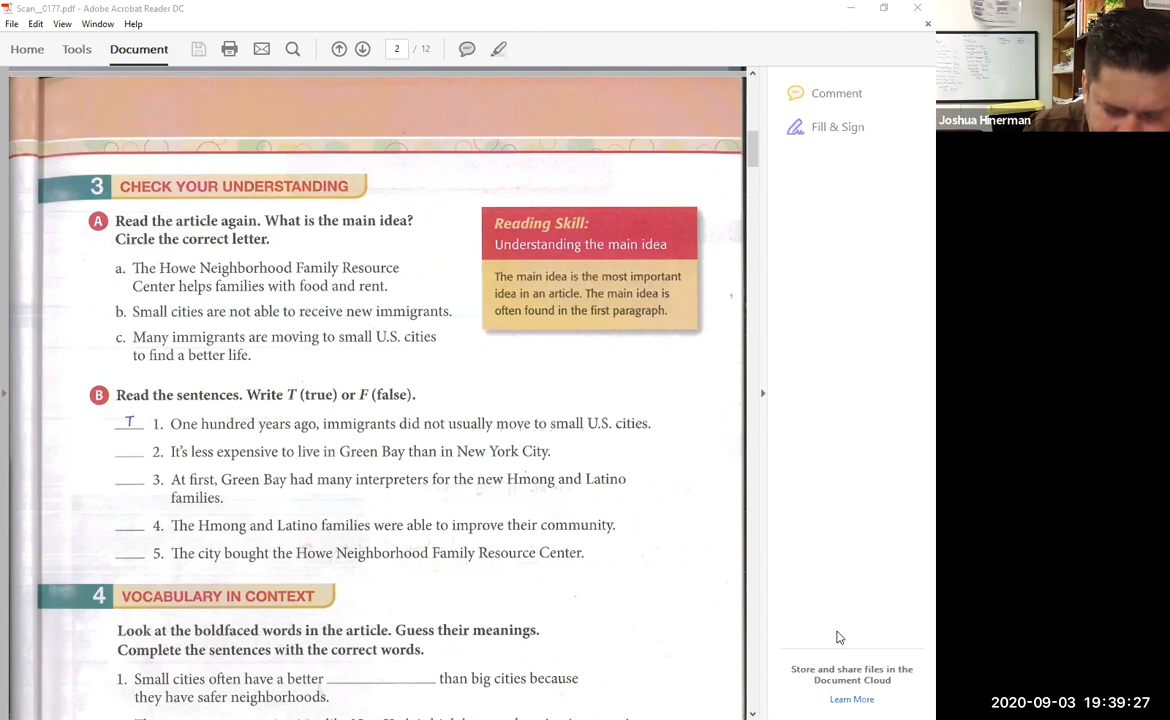 Scan__0177.pdf - Adobe Acrobat Reader DC
File Edit View Window Help
Home Tools Document 2 / 12
Comment
Fill & Sign
Joshua Hinerman
3 CHECK YOUR UNDERSTANDING
A Read the article again. What is the main idea?
Circle the correct letter.
a. The Howe Neighborhood Family Resource
Center helps families with food and rent.
b. Small cities are not able to receive new immigrants.
c. Many immigrants are moving to small U.S. cities
to find a better life.
Reading Skill:
Understanding the main idea
The main idea is the most important
idea in an article. The main idea is
often found in the first paragraph.
B Read the sentences. Write T (true) or F (false).
T 1. One hundred years ago, immigrants did not usually move to small U.S. cities.
2. It's less expensive to live in Green Bay than in New York City.
3. At first, Green Bay had many interpreters for the new Hmong and Latino
families.
4. The Hmong and Latino families were able to improve their community.
5. The city bought the Howe Neighborhood Family Resource Center.
4 VOCABULARY IN CONTEXT
Look at the boldfaced words in the article. Guess their meanings.
Complete the sentences with the correct words.
1. Small cities often have a better ____________ than big cities because
they have safer neighborhoods.
Store and share files in the
Document Cloud
Learn More
2020-09-03 19:39:27